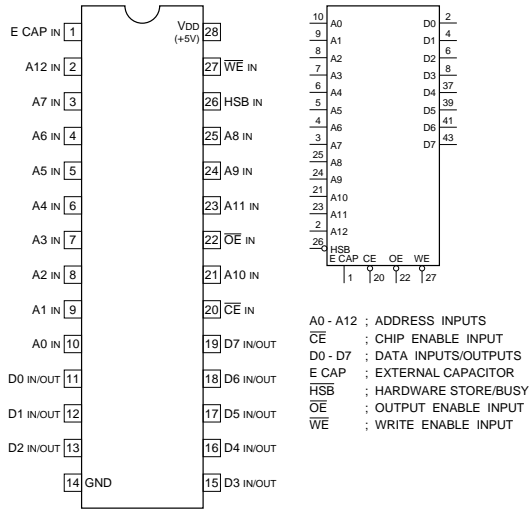 E CAP IN 1
VDD
(+5V)
28
A12 IN 2
27 WE IN
A7 IN 3
26 HSB IN
A6 IN 4
25 A8 IN
A5 IN 5
24 A9 IN
A4 IN 6
23 A11 IN
A3 IN 7
22 OE IN
A2 IN 8
21 A10 IN
A1 IN 9
20 CE IN
A0 IN 10
19 D7 IN/OUT
D0 IN/OUT 11
18 D6 IN/OUT
D1 IN/OUT 12
17 D5 IN/OUT
D2 IN/OUT 13
16 D4 IN/OUT
14 GND
15 D3 IN/OUT
10 A0 D0 2
9 A1 D1 4
8 A2 D2 6
7 A3 D3 8
6 A4 D4 37
5 A5 D5 39
4 A6 D6 41
3 A7 D7 43
25 A8
24 A9
21 A10
23 A11
2 A12
26 HSB
E CAP CE OE WE
1 20 22 27
A0 - A12 ; ADDRESS INPUTS
CE ; CHIP ENABLE INPUT
D0 - D7 ; DATA INPUTS/OUTPUTS
E CAP ; EXTERNAL CAPACITOR
HSB ; HARDWARE STORE/BUSY
OE ; OUTPUT ENABLE INPUT
WE ; WRITE ENABLE INPUT